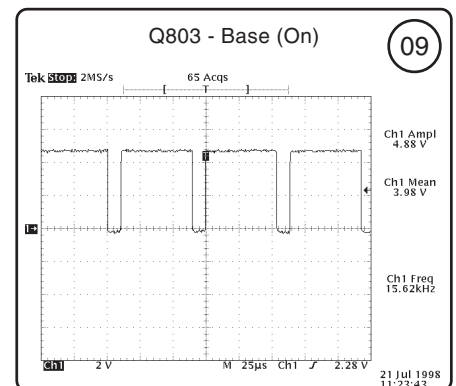 Q803 - Base (On)
09
Tek Stop: 2MS/s 65 Acqs
[ T ]
Ch1 Ampl
4.88 V
Ch1 Mean
3.98 V
T
1→
Ch1 Freq
15.62kHz
Ch1 2 V M 25µs Ch1 ƒ 2.28 V
21 Jul 1998
11:23:43